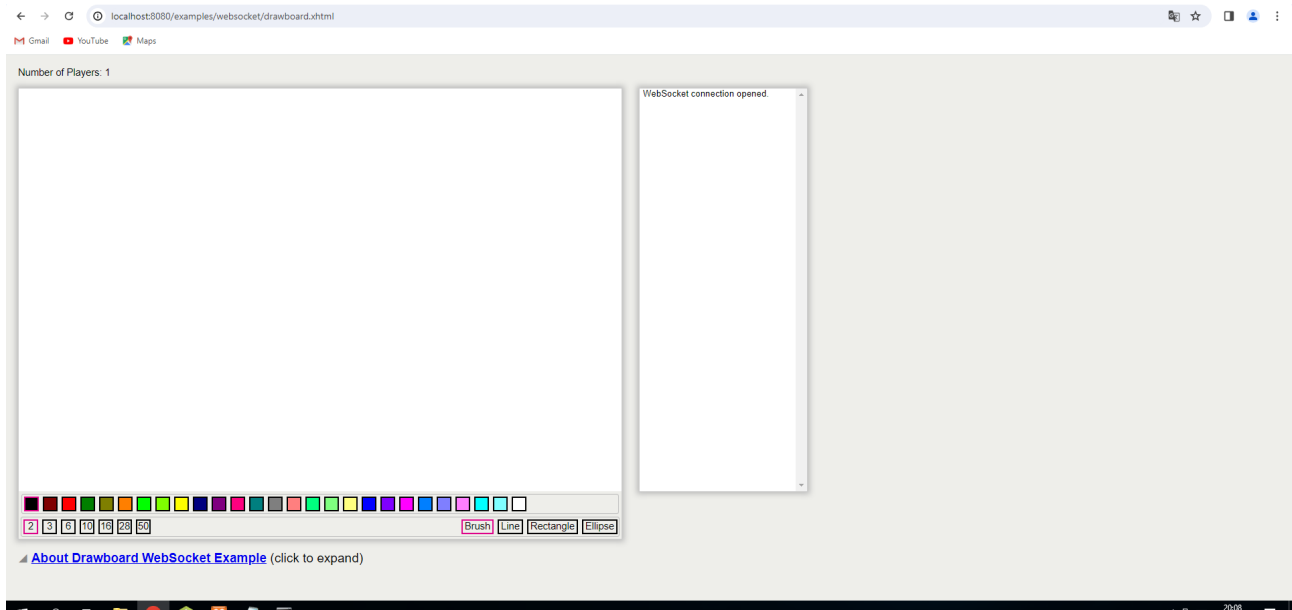 localhost:8080/examples/websocket/drawboard.xhtml
Gmail YouTube Maps
Number of Players: 1
WebSocket connection opened.
2 3 6 10 16 28 50 Brush Line Rectangle Ellipse
About Drawboard WebSocket Example (click to expand)
20:08